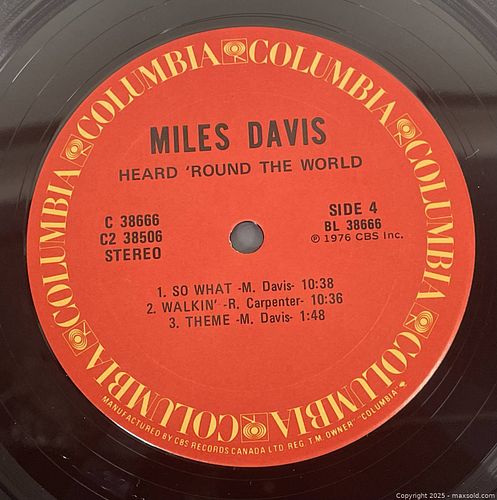 COLUMBIA COLUMBIA COLUMBIA COLUMBIA COLUMBIA COLUMBIA COLUMBIA COLUMBIA
MILES DAVIS
HEARD 'ROUND THE WORLD
C 38666
C2 38506
STEREO
SIDE 4
BL 38666
℗ 1976 CBS Inc.
1. SO WHAT -M. Davis- 10:38
2. WALKIN' -R. Carpenter- 10:36
3. THEME -M. Davis- 1:48
MANUFACTURED BY CBS RECORDS CANADA LTD REG. T.M. OWNER "COLUMBIA"
Copyright 2025 - maxsold.com